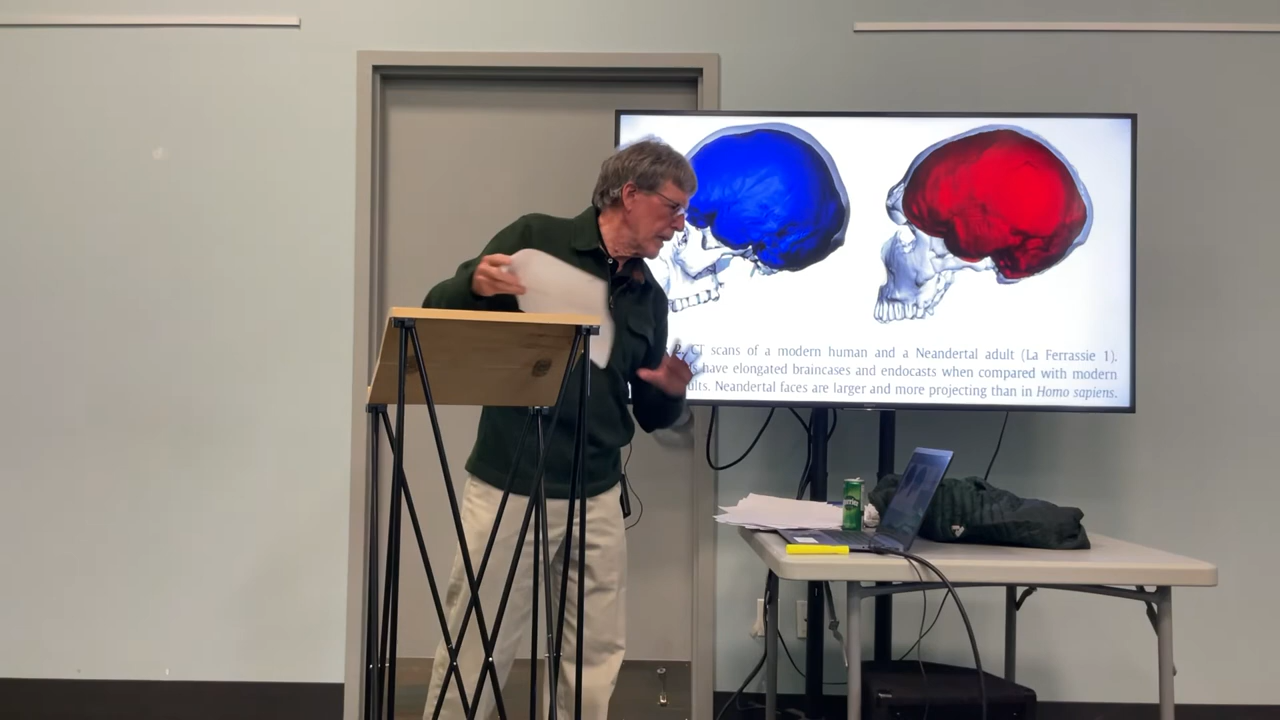 2. CT scans of a modern human and a Neandertal adult (La Ferrassie 1).
have elongated braincases and endocasts when compared with modern
Neandertal faces are larger and more projecting than in Homo sapiens.